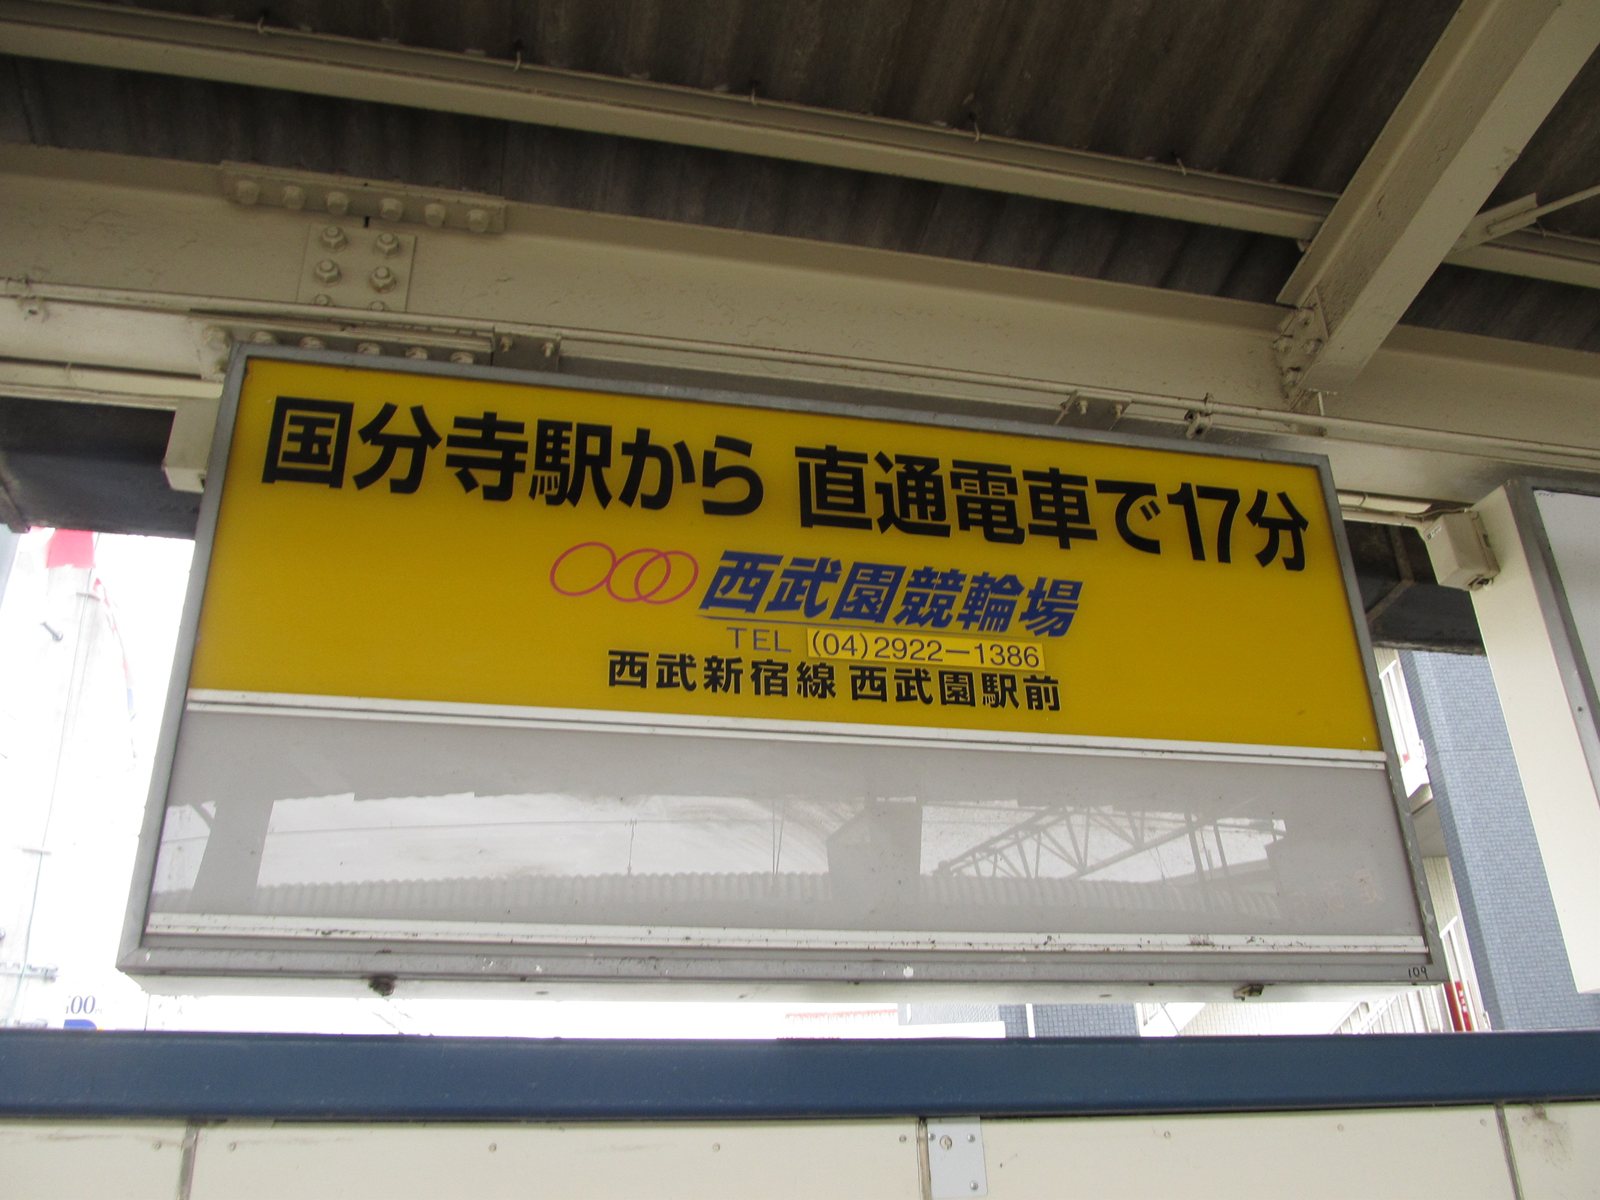 国分寺駅から 直通電車で17分
西武園競輪場
TEL (04)2922-1386
西武新宿線 西武園駅前
109